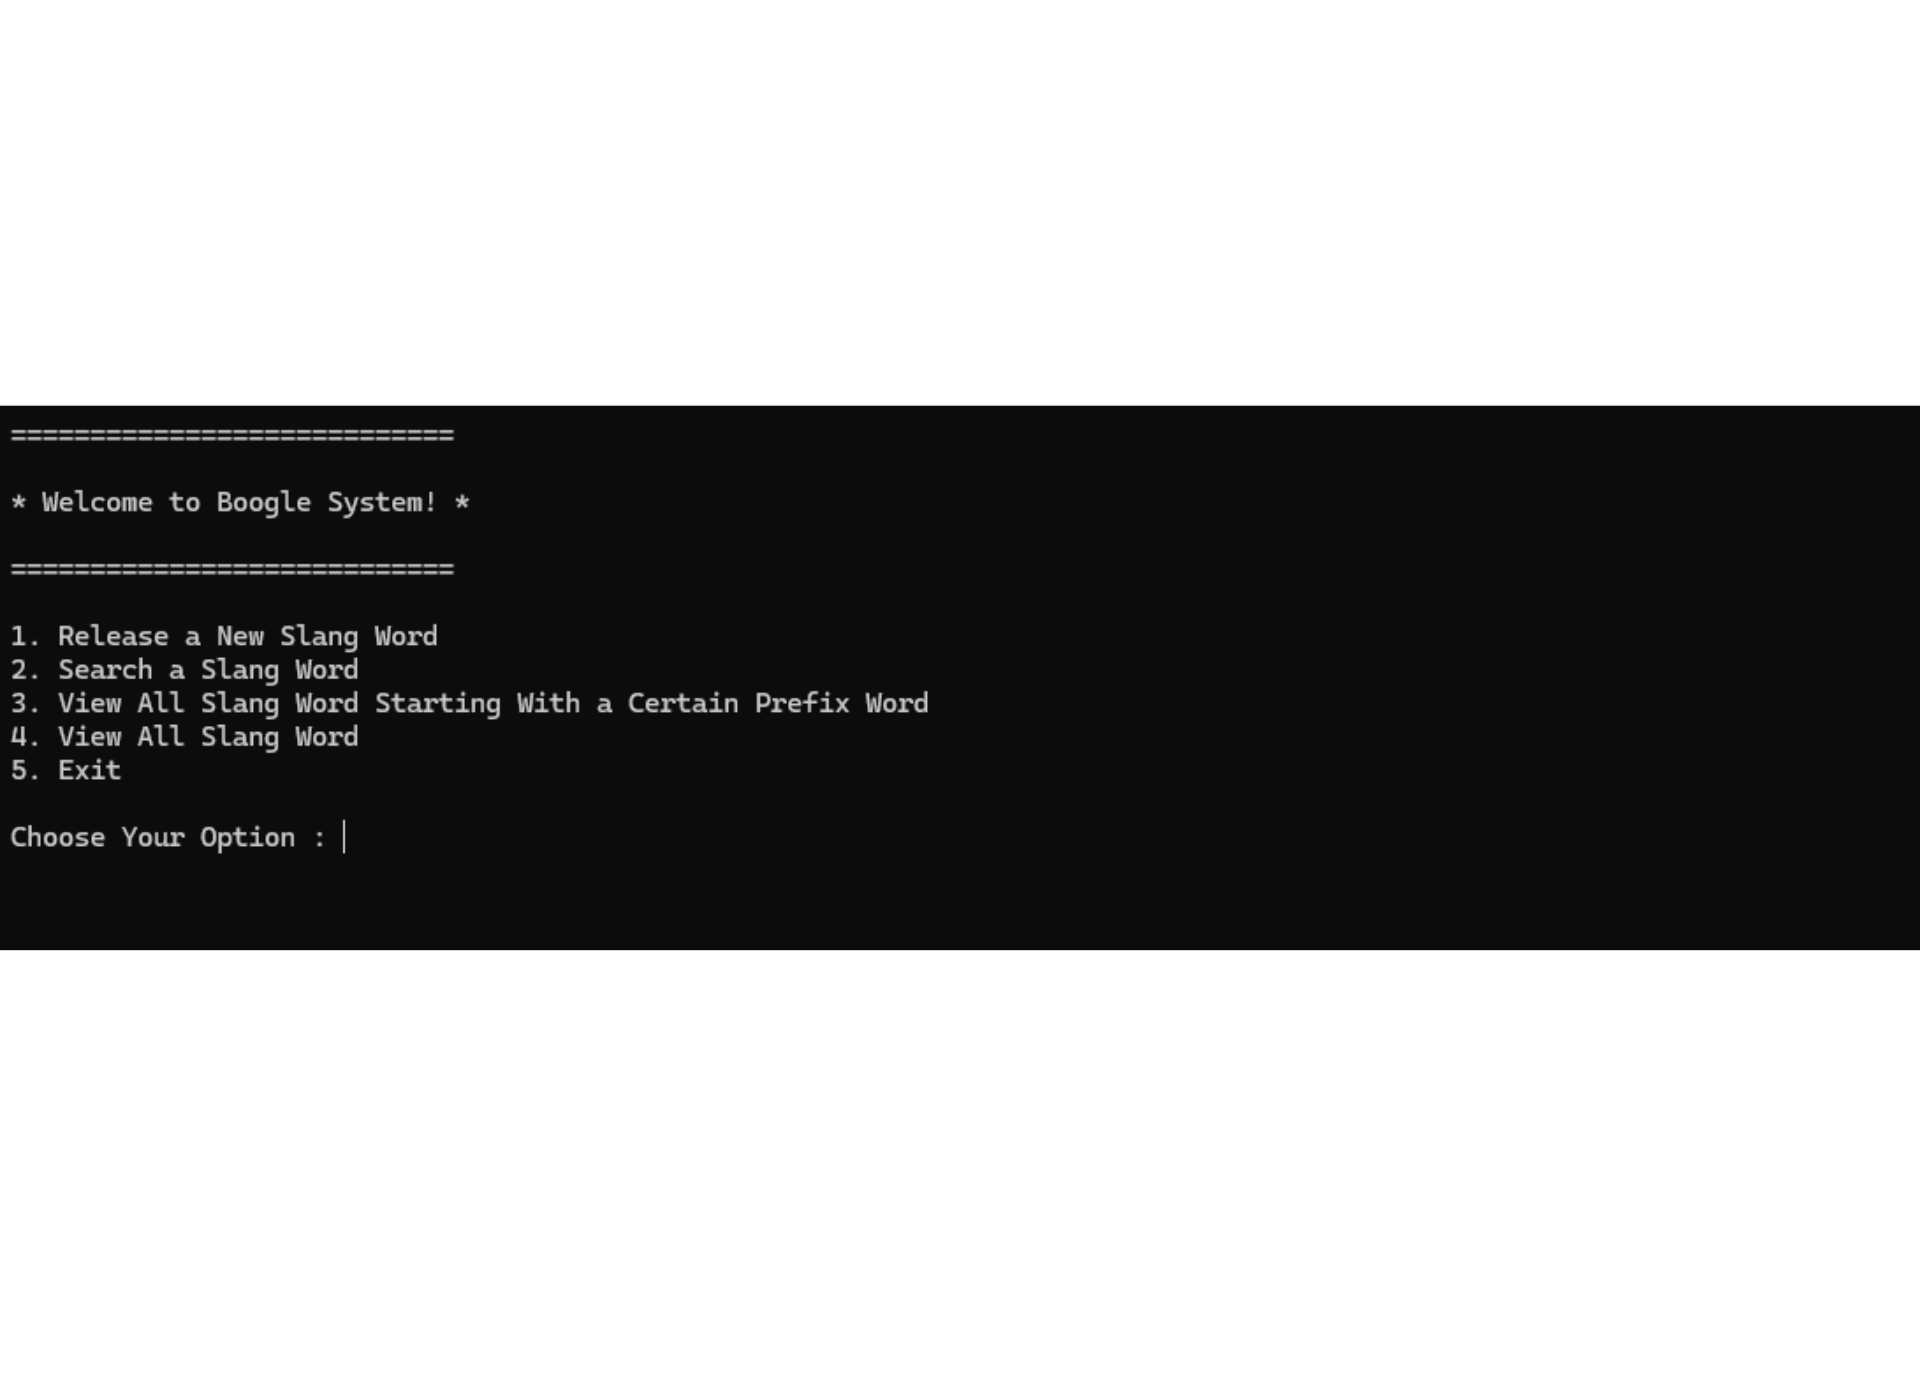 ============================
* Welcome to Boogle System! *
============================
1. Release a New Slang Word
2. Search a Slang Word
3. View All Slang Word Starting With a Certain Prefix Word
4. View All Slang Word
5. Exit
Choose Your Option :